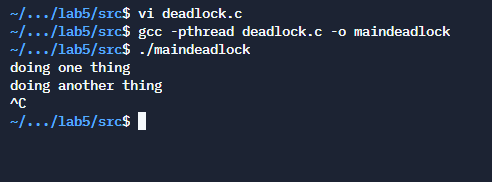 ~/.../lab5/src$ vi deadlock.c
~/.../lab5/src$ gcc -pthread deadlock.c -o maindeadlock
~/.../lab5/src$ ./maindeadlock
doing one thing
doing another thing
^C
~/.../lab5/src$